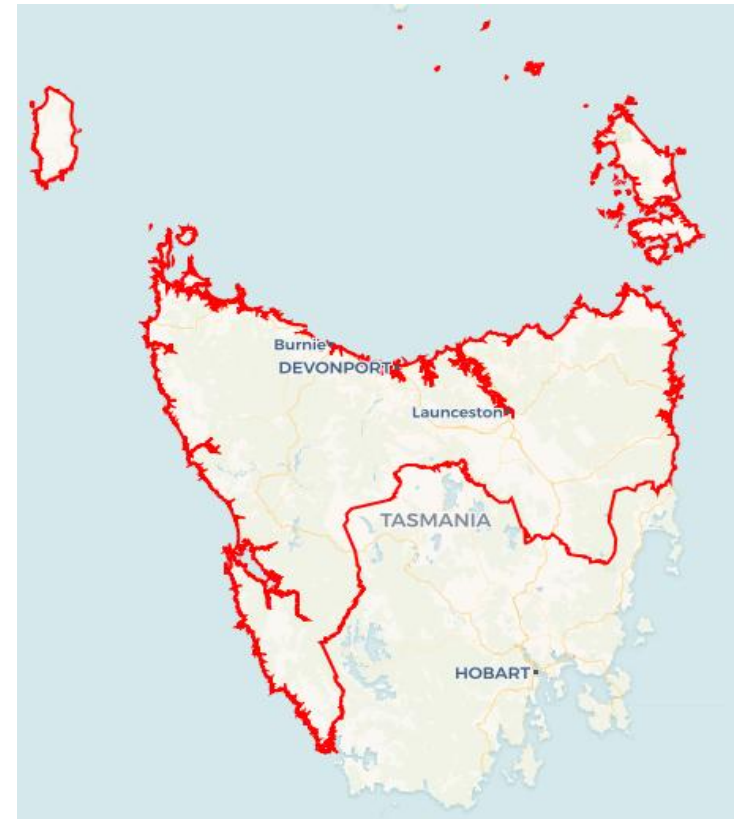 Burnie
DEVONPORT
Launceston
TASMANIA
HOBART